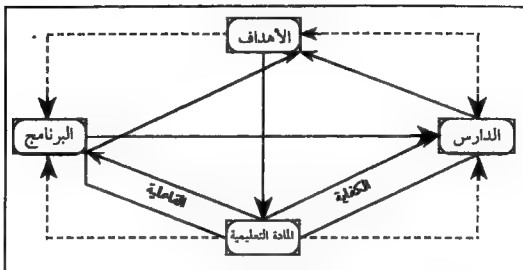 الأهداف
الدارس
البرنامج
الكفاية
الفاعلية
المادة التعليمية